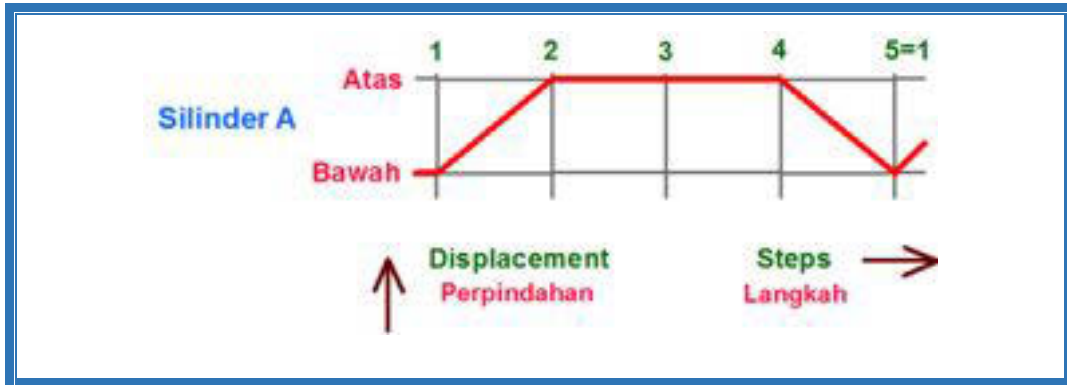 1 2 3 4 5=1
Atas
Silinder A
Bawah
Displacement Steps
Perpindahan Langkah